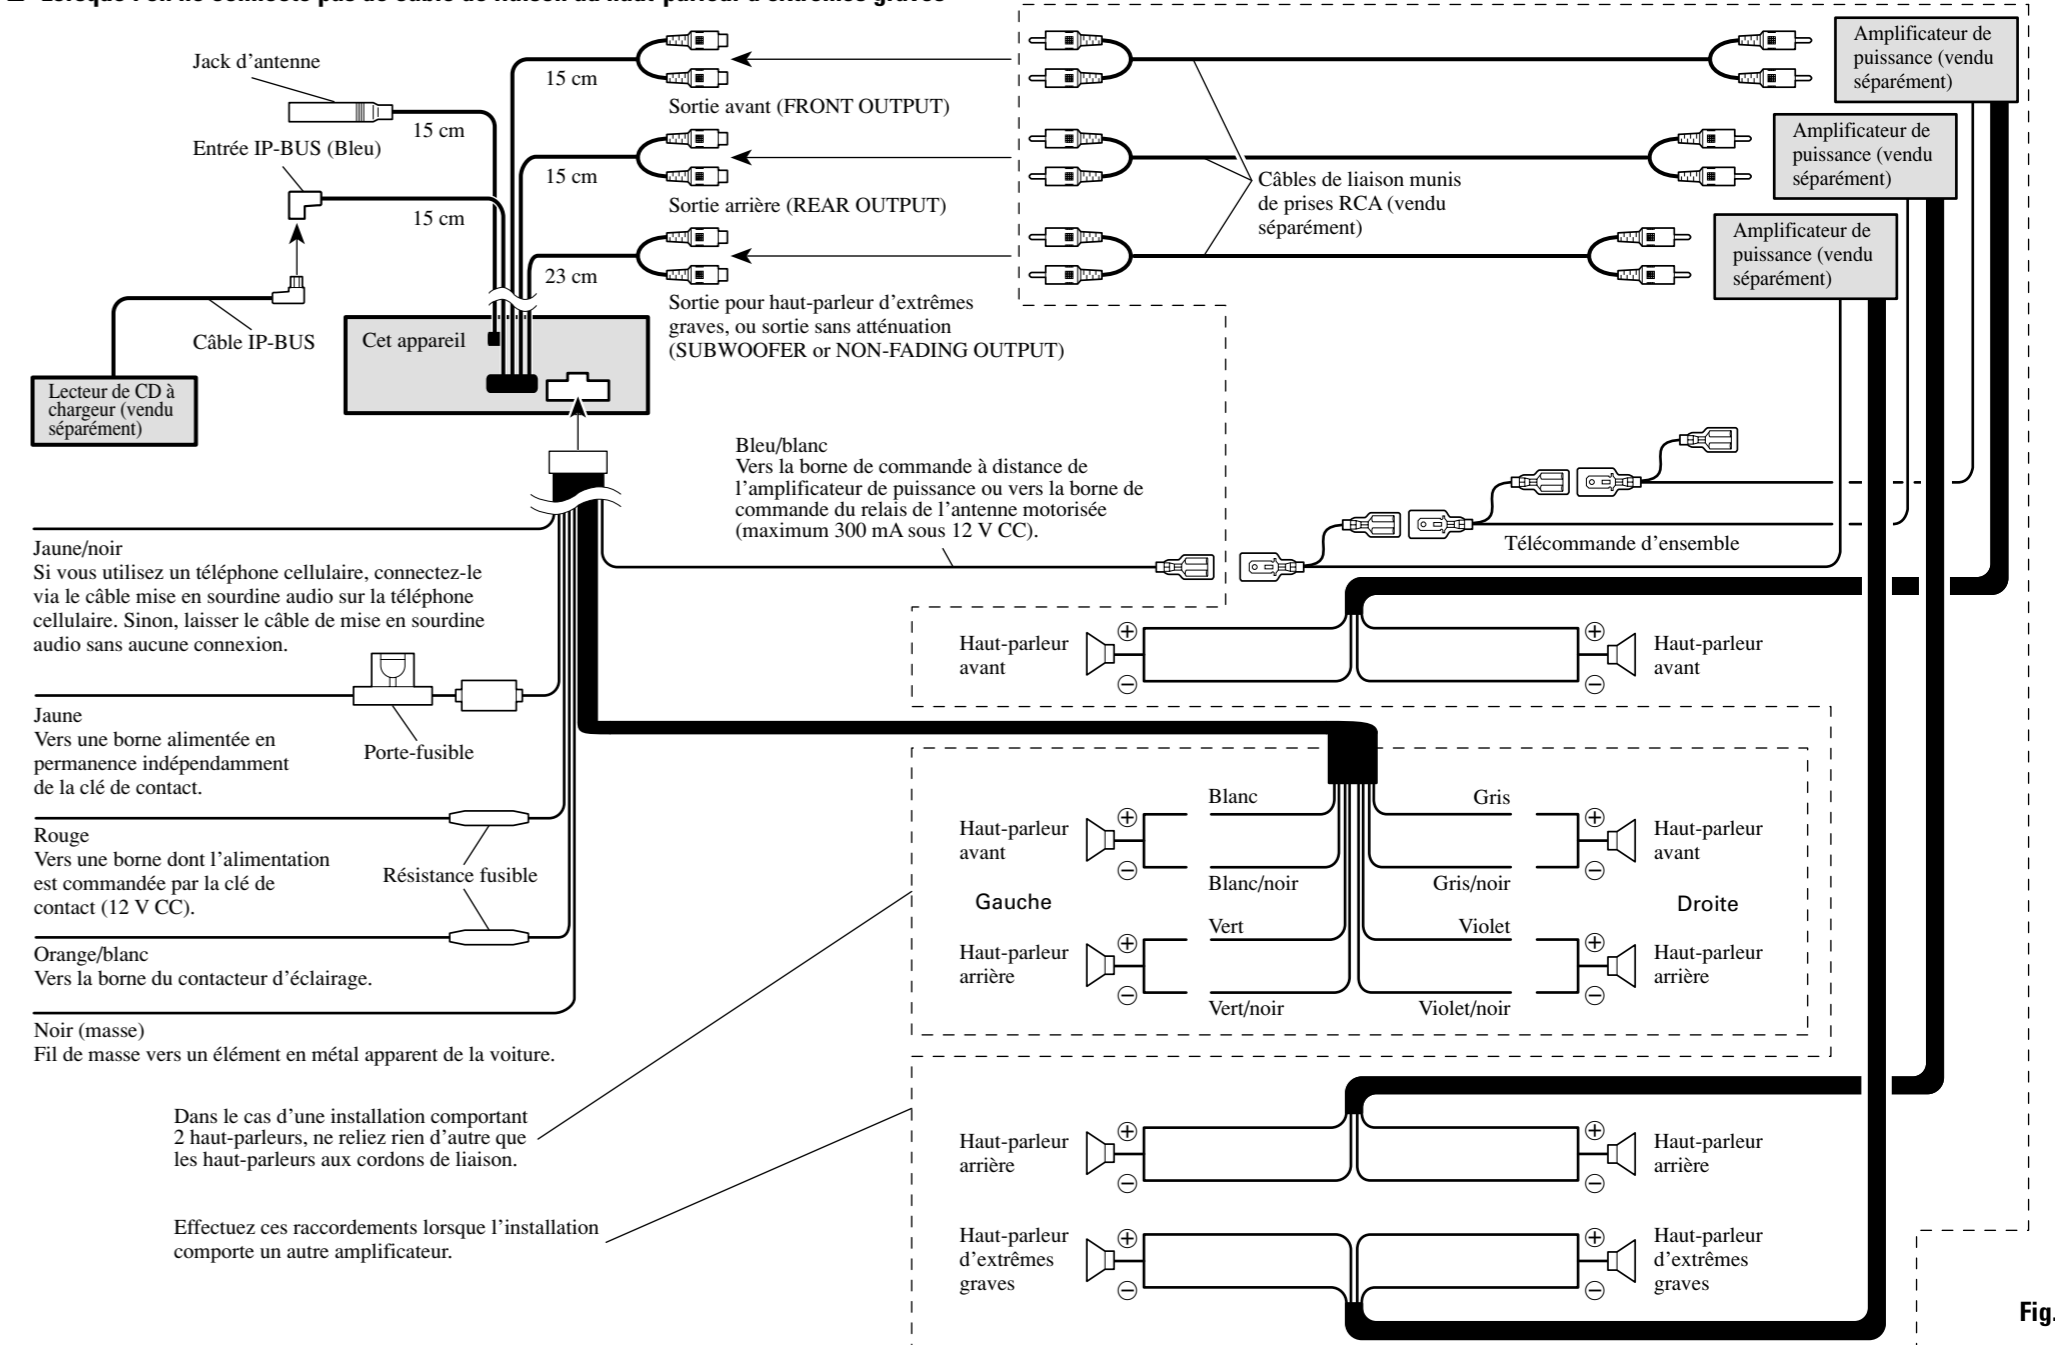 Lorsque l'on ne connecte pas de câble de liaison au haut-parleur d'extrêmes graves
Jack d'antenne
15 cm
15 cm
Sortie avant (FRONT OUTPUT)
Entrée IP-BUS (Bleu)
15 cm
15 cm
Sortie arrière (REAR OUTPUT)
23 cm
Sortie pour haut-parleur d'extrêmes
graves, ou sortie sans atténuation
(SUBWOOFER or NON-FADING OUTPUT)
Câble IP-BUS
Cet appareil
Lecteur de CD à
chargeur (vendu
séparément)
Câbles de liaison munis
de prises RCA (vendu
séparément)
Amplificateur de
puissance (vendu
séparément)
Amplificateur de
puissance (vendu
séparément)
Amplificateur de
puissance (vendu
séparément)
Bleu/blanc
Vers la borne de commande à distance de
l'amplificateur de puissance ou vers la borne de
commande du relais de l'antenne motorisée
(maximum 300 mA sous 12 V CC).
Télécommande d'ensemble
Jaune/noir
Si vous utilisez un téléphone cellulaire, connectez-le
via le câble mise en sourdine audio sur la téléphone
cellulaire. Sinon, laisser le câble de mise en sourdine
audio sans aucune connexion.
Jaune
Vers une borne alimentée en
permanence indépendamment
de la clé de contact.
Porte-fusible
Rouge
Vers une borne dont l'alimentation
est commandée par la clé de
contact (12 V CC).
Résistance fusible
Orange/blanc
Vers la borne du contacteur d'éclairage.
Noir (masse)
Fil de masse vers un élément en métal apparent de la voiture.
Dans le cas d'une installation comportant
2 haut-parleurs, ne reliez rien d'autre que
les haut-parleurs aux cordons de liaison.
Effectuez ces raccordements lorsque l'installation
comporte un autre amplificateur.
Haut-parleur
avant
+
−
+
−
Haut-parleur
avant
Haut-parleur
avant
+
−
Blanc
Blanc/noir
Gris
Gris/noir
+
−
Haut-parleur
avant
Gauche
Droite
Haut-parleur
arrière
+
−
Vert
Vert/noir
Violet
Violet/noir
+
−
Haut-parleur
arrière
Haut-parleur
arrière
+
−
+
−
Haut-parleur
arrière
Haut-parleur
d'extrêmes
graves
+
−
+
−
Haut-parleur
d'extrêmes
graves
Fig.